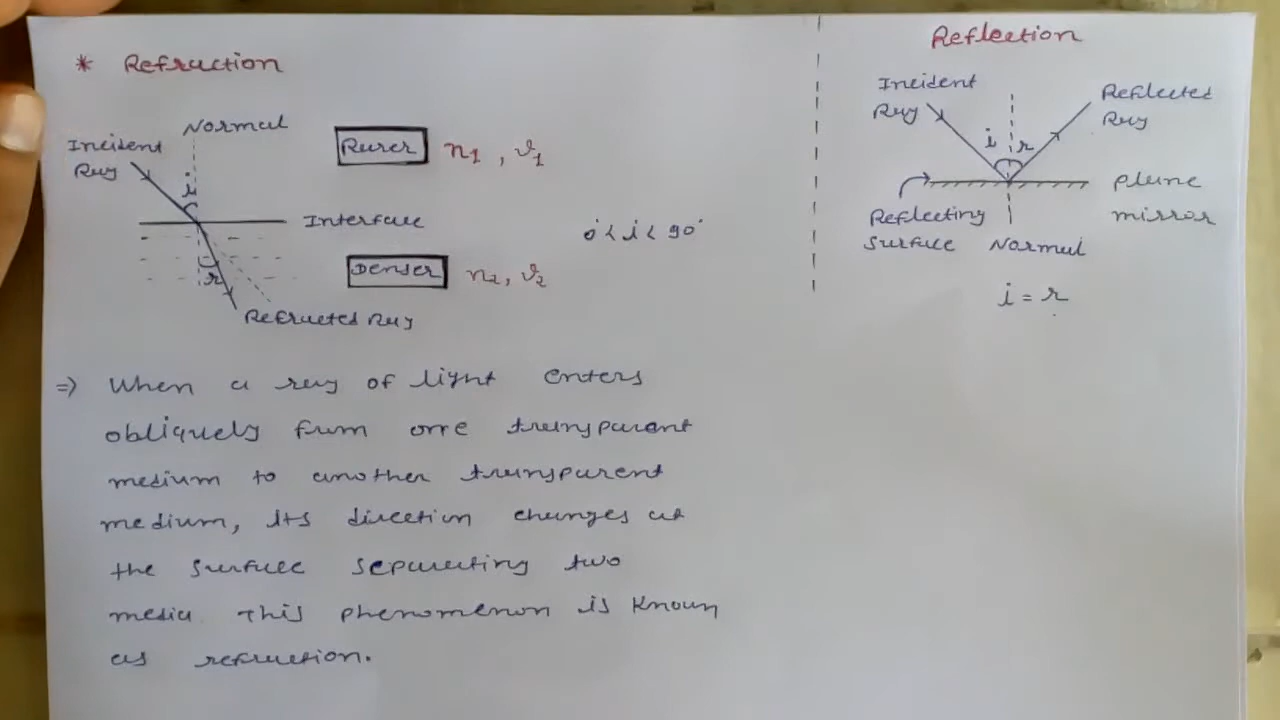 * Refraction
Incident
Ray
Normal
i
Rarer n1 , v1
Interface
0° < i < 90°
Denser n2, v2
r
Refracted Ray
=> When a ray of light enters
obliquely from one transparent
medium to another transparent
medium, its direction changes at
the surface separating two
media. This phenomenon is known
as refraction.
Reflection
Incident
Ray
Reflected
Ray
i r
Reflecting
Surface
Normal
plane
mirror
i = r